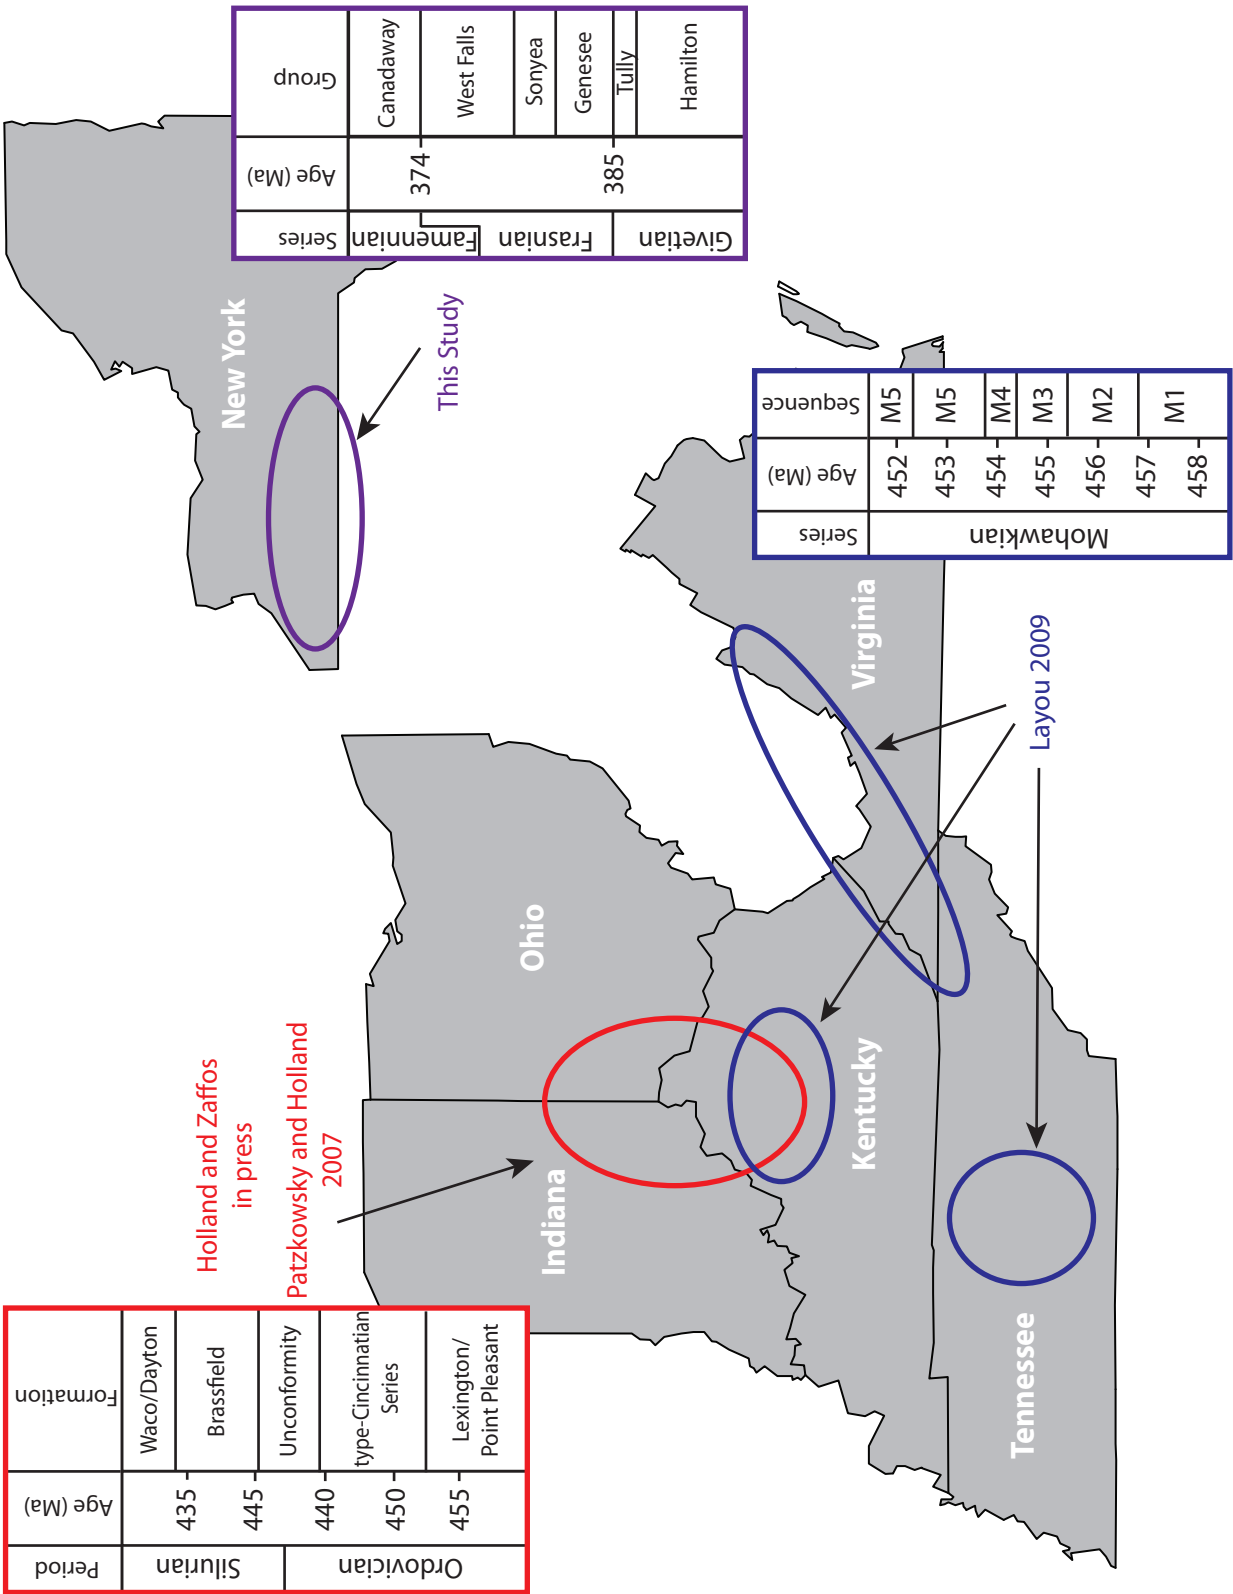 Period
Age (Ma)
Formation
Silurian
Ordovician
435
445
440
450
455
Waco/Dayton
Brassfield
Unconformity
type-Cincinnatian
Series
Lexington/
Point Pleasant
Holland and Zaffos
in press
Patzkowsky and Holland
2007
Series
Age (Ma)
Group
Famennian
Frasnian
Givetian
374
385
Canadaway
West Falls
Sonyea
Genesee
Tully
Hamilton
This Study
New York
Ohio
Indiana
Kentucky
Virginia
Tennessee
Layou 2009
Series
Age (Ma)
Sequence
Mohawkian
452
453
454
455
456
457
458
M5
M5
M4
M3
M2
M1